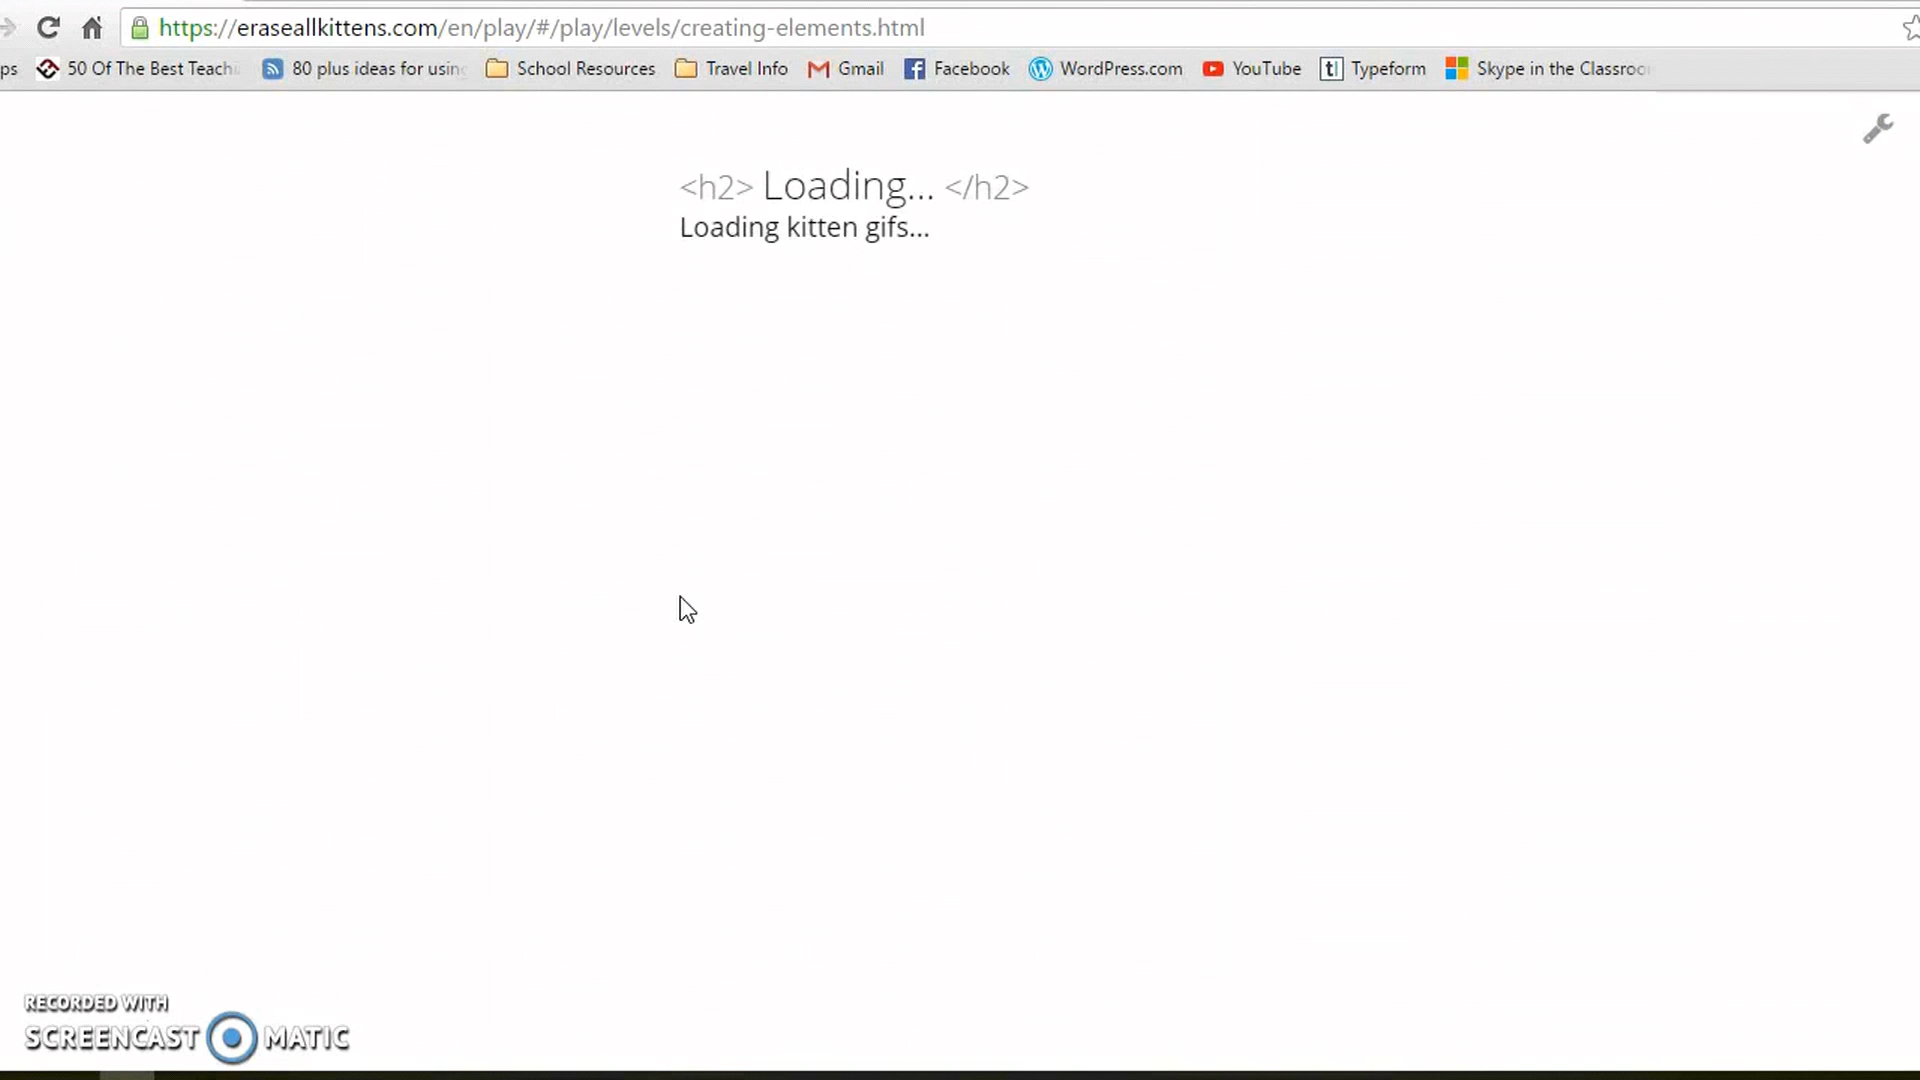 https://eraseallkittens.com/en/play/#/play/levels/creating-elements.html
ps 50 Of The Best Teachi 80 plus ideas for using School Resources Travel Info Gmail Facebook WordPress.com YouTube Typeform Skype in the Classroo
<h2> Loading... </h2>
Loading kitten gifs...
RECORDED WITH
SCREENCAST MATIC